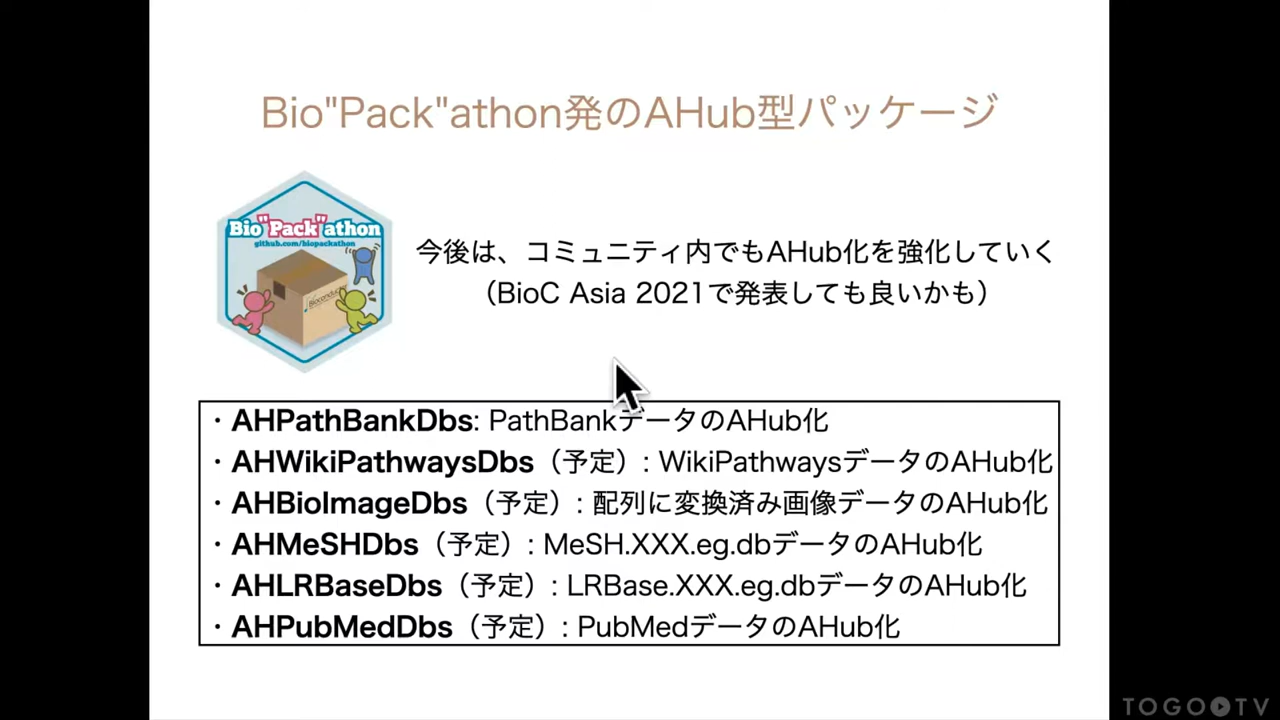 Bio"Pack"athon発のAHub型パッケージ
Bio"Pack"athon
github.com/biopackathon
今後は、コミュニティ内でもAHub化を強化していく
（BioC Asia 2021で発表しても良いかも）
・AHPathBankDbs: PathBankデータのAHub化
・AHWikiPathwaysDbs（予定）: WikiPathwaysデータのAHub化
・AHBioImageDbs（予定）: 配列に変換済み画像データのAHub化
・AHMeSHDbs（予定）: MeSH.XXX.eg.dbデータのAHub化
・AHLRBaseDbs（予定）: LRBase.XXX.eg.dbデータのAHub化
・AHPubMedDbs（予定）: PubMedデータのAHub化
TOGOTV